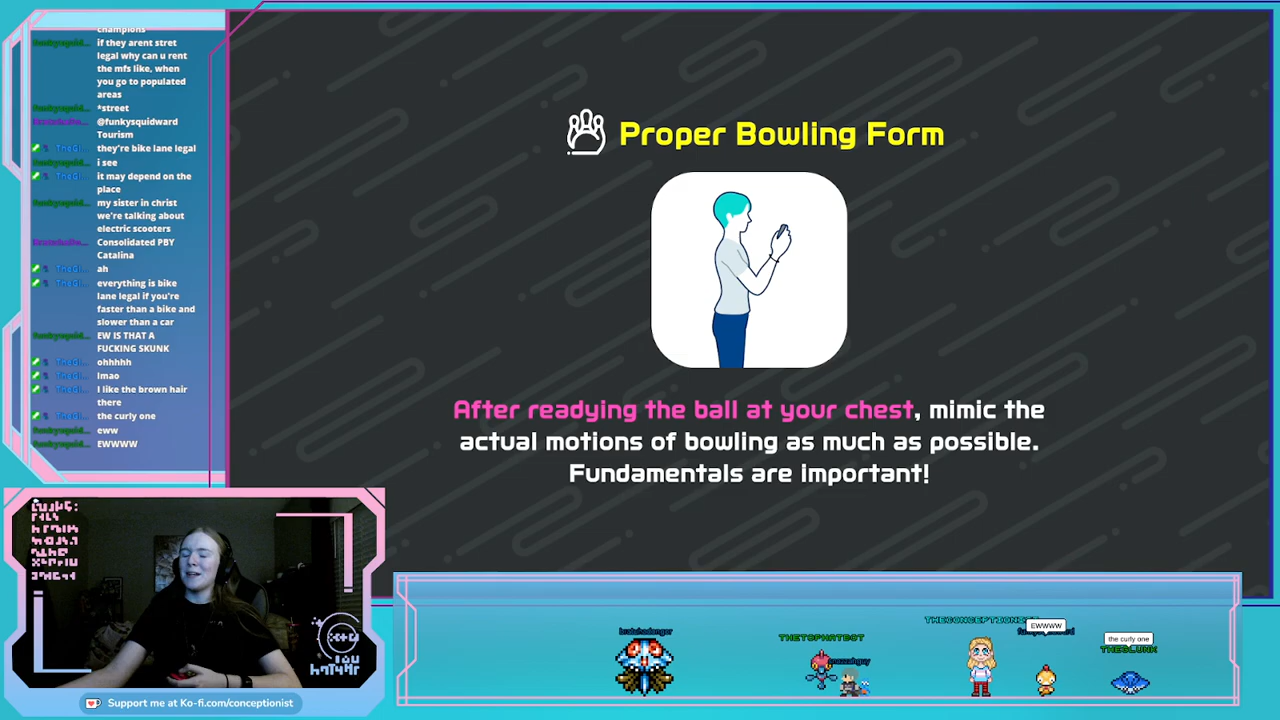 champions
if they arent stret
legal why can u rent
the mfs like, when
you go to populated
areas
*street
@funkysquidward
Tourism
they're bike lane legal
i see
it may depend on the
place
my sister in christ
we're talking about
electric scooters
Consolidated PBY
Catalina
ah
everything is bike
lane legal if you're
faster than a bike and
slower than a car
EW IS THAT A
FUCKING SKUNK
ohhhhh
lmao
I like the brown hair
there
the curly one
eww
EWWWW
Proper Bowling Form
After readying the ball at your chest, mimic the
actual motions of bowling as much as possible.
Fundamentals are important!
Support me at Ko-fi.com/conceptionist
THETOPHATBOT
EWWWW
the curly one
THEGLUNK